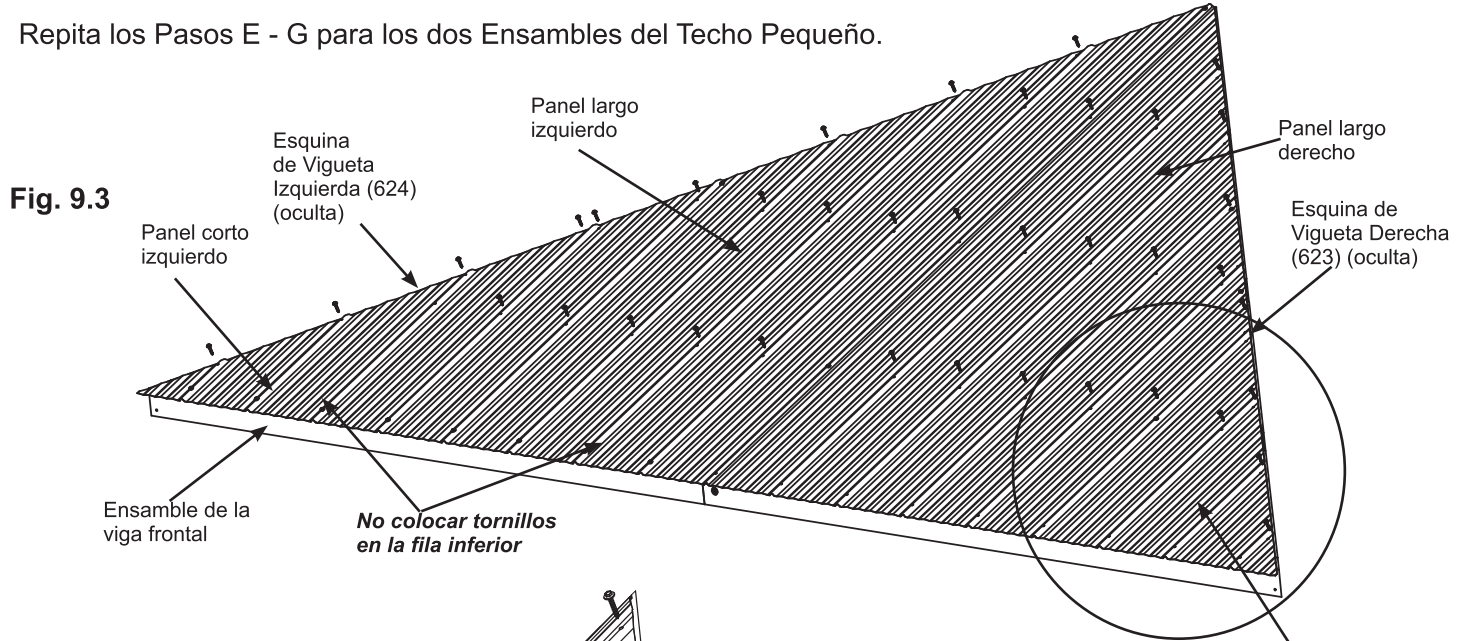 Repita los Pasos E - G para los dos Ensambles del Techo Pequeño.
Panel largo
izquierdo
Esquina
de Vigueta
Izquierda (624)
(oculta)
Panel largo
derecho
Fig. 9.3
Panel corto
izquierdo
Esquina de
Vigueta Derecha
(623) (oculta)
Ensamble de la
viga frontal
No colocar tornillos
en la fila inferior